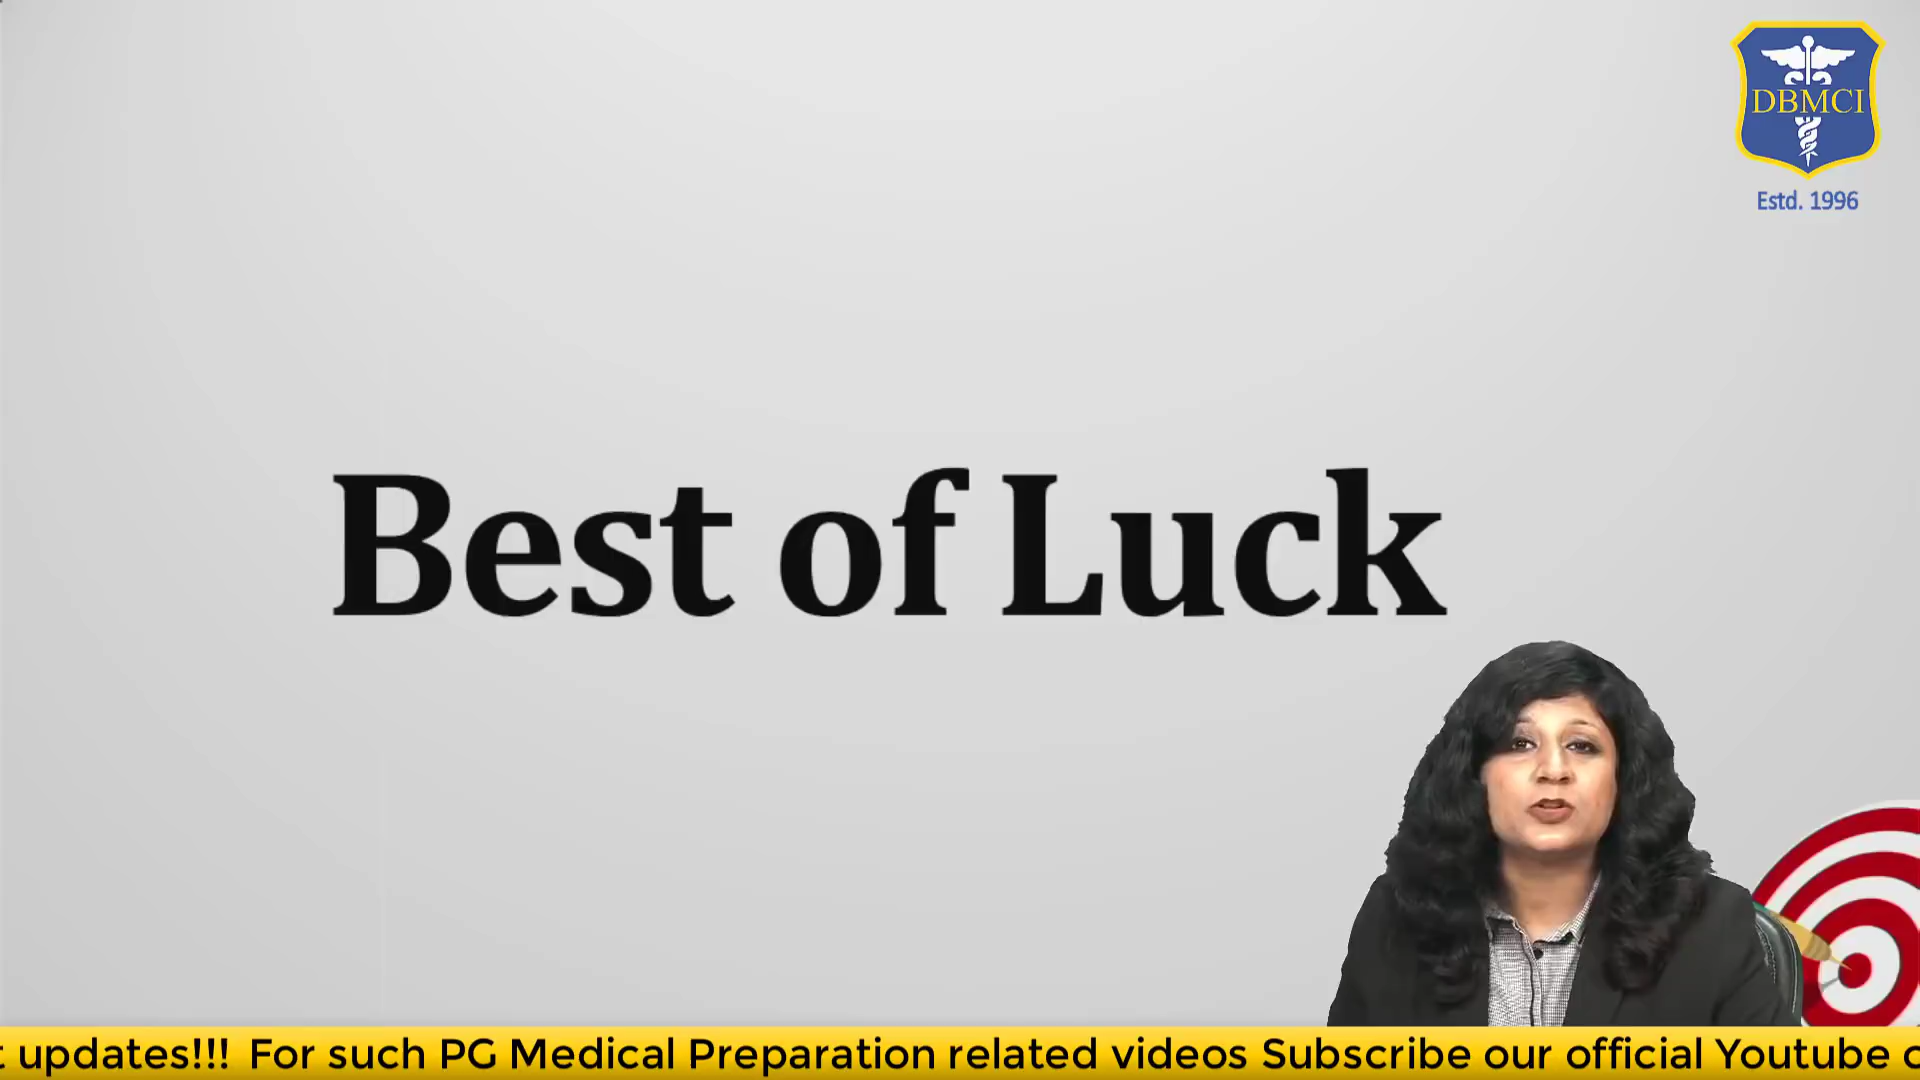 DBMCI
Estd. 1996
Best of Luck
updates!!! For such PG Medical Preparation related videos Subscribe our official Youtube